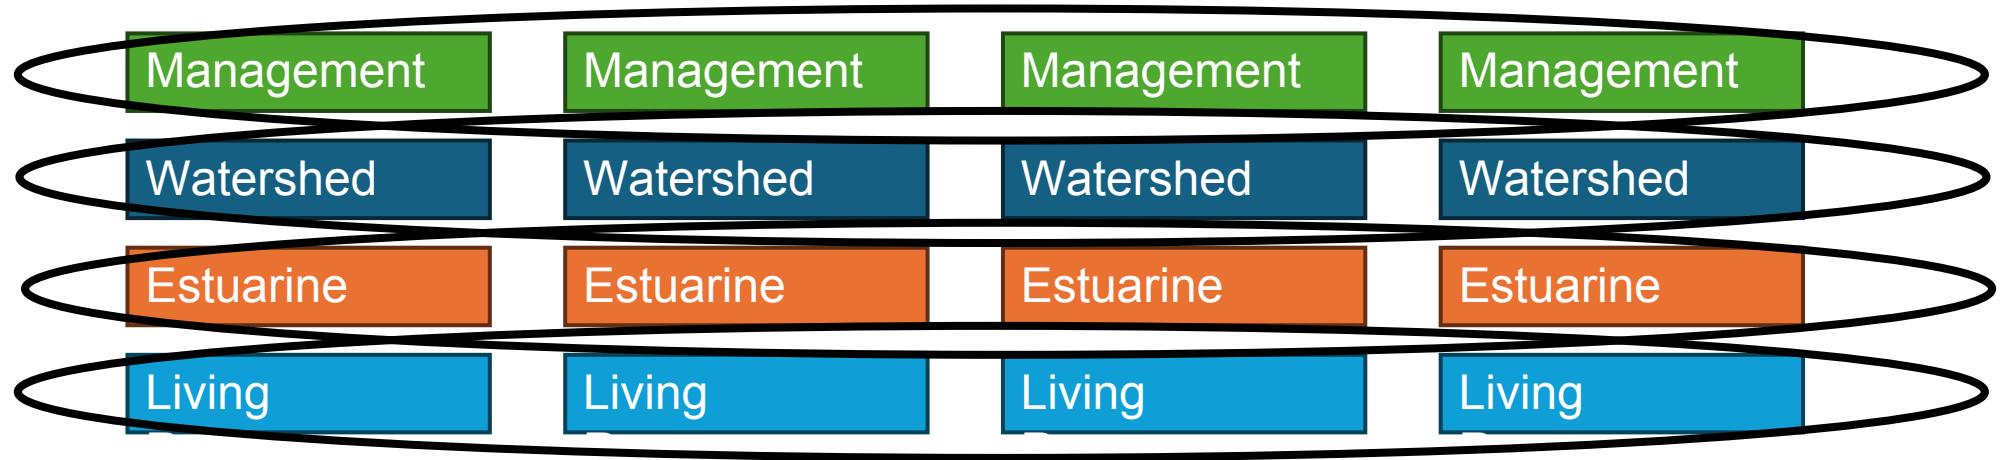 Management Management Management Management
Watershed Watershed Watershed Watershed
Estuarine Estuarine Estuarine Estuarine
Living Living Living Living